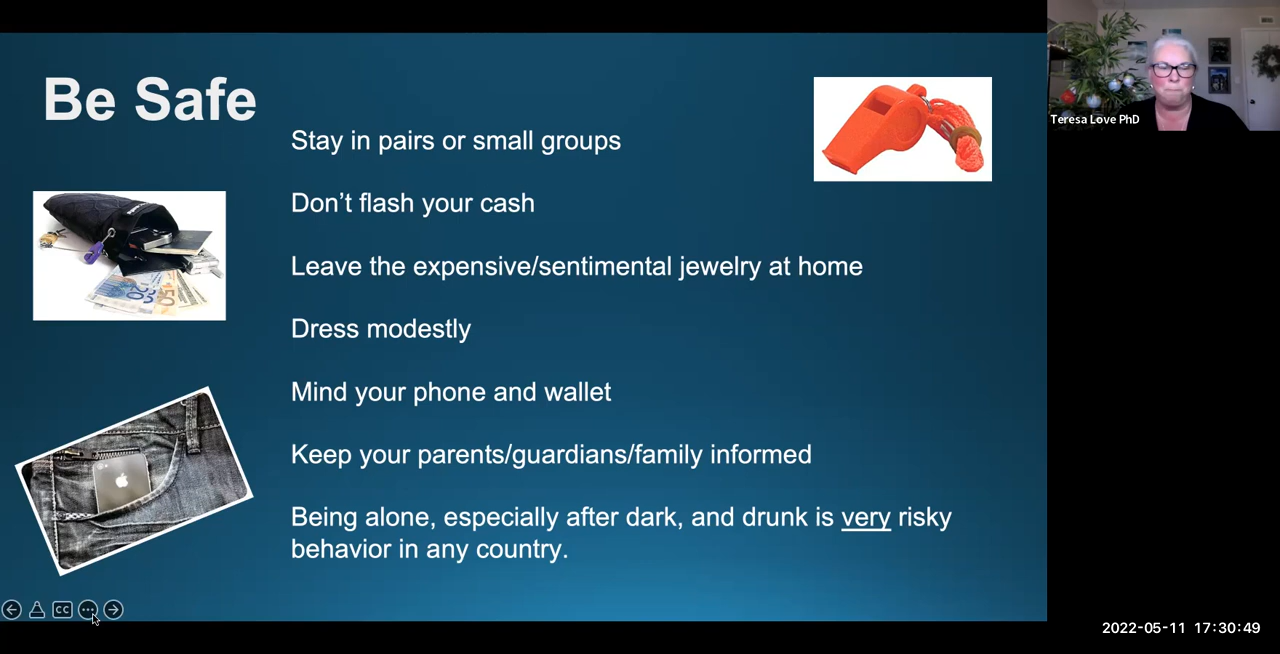 Be Safe
Stay in pairs or small groups
Don’t flash your cash
Leave the expensive/sentimental jewelry at home
Dress modestly
Mind your phone and wallet
Keep your parents/guardians/family informed
Being alone, especially after dark, and drunk is very risky
behavior in any country.
Teresa Love PhD
CC
2022-05-11 17:30:49